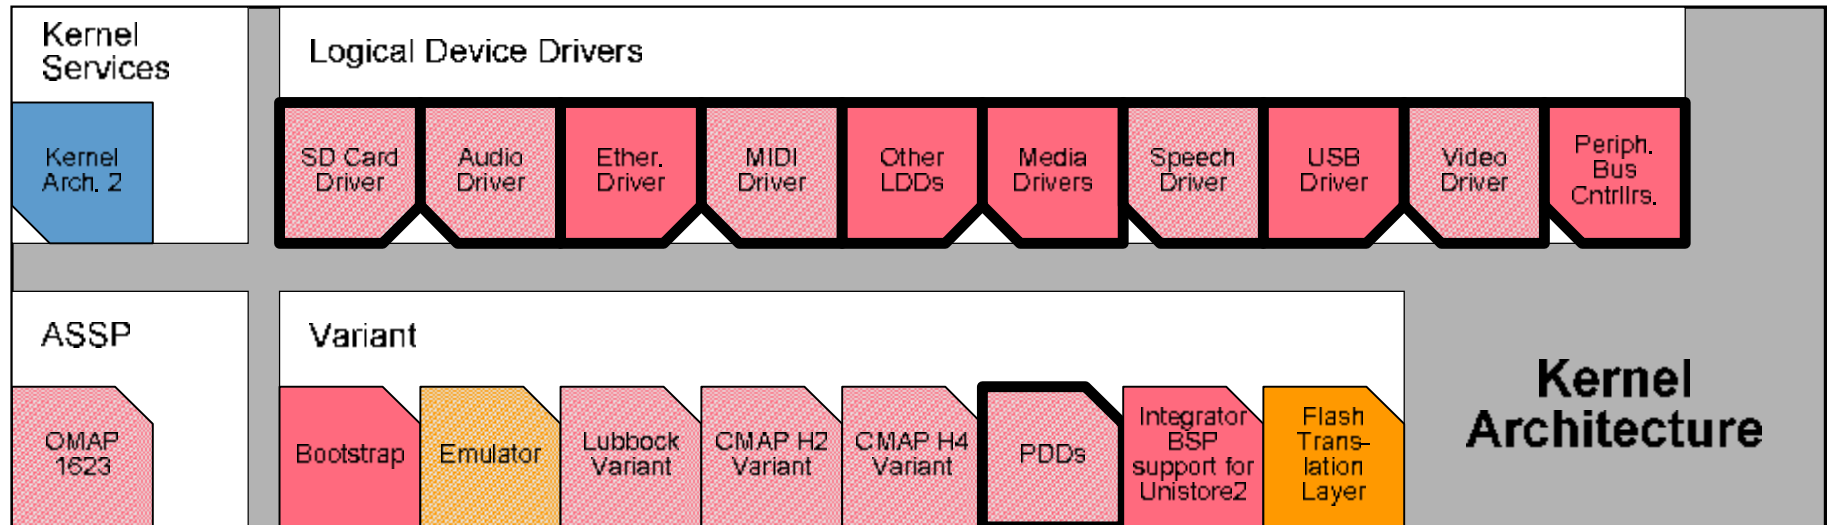 Kernel
Services
Logical Device Drivers
Kernel
Arch. 2
SD Card
Driver
Audio
Driver
Ether.
Driver
MIDI
Driver
Other
LDDs
Media
Drivers
Speech
Driver
USB
Driver
Video
Driver
Periph.
Bus
Cntrllrs.
ASSP
Variant
Kernel
Architecture
OMAP
1623
Bootstrap
Emulator
Lubbock
Variant
CMAP H2
Variant
CMAP H4
Variant
PDDs
Integrator
BSP
support for
Unistore2
Flash
Trans-
lation
Layer